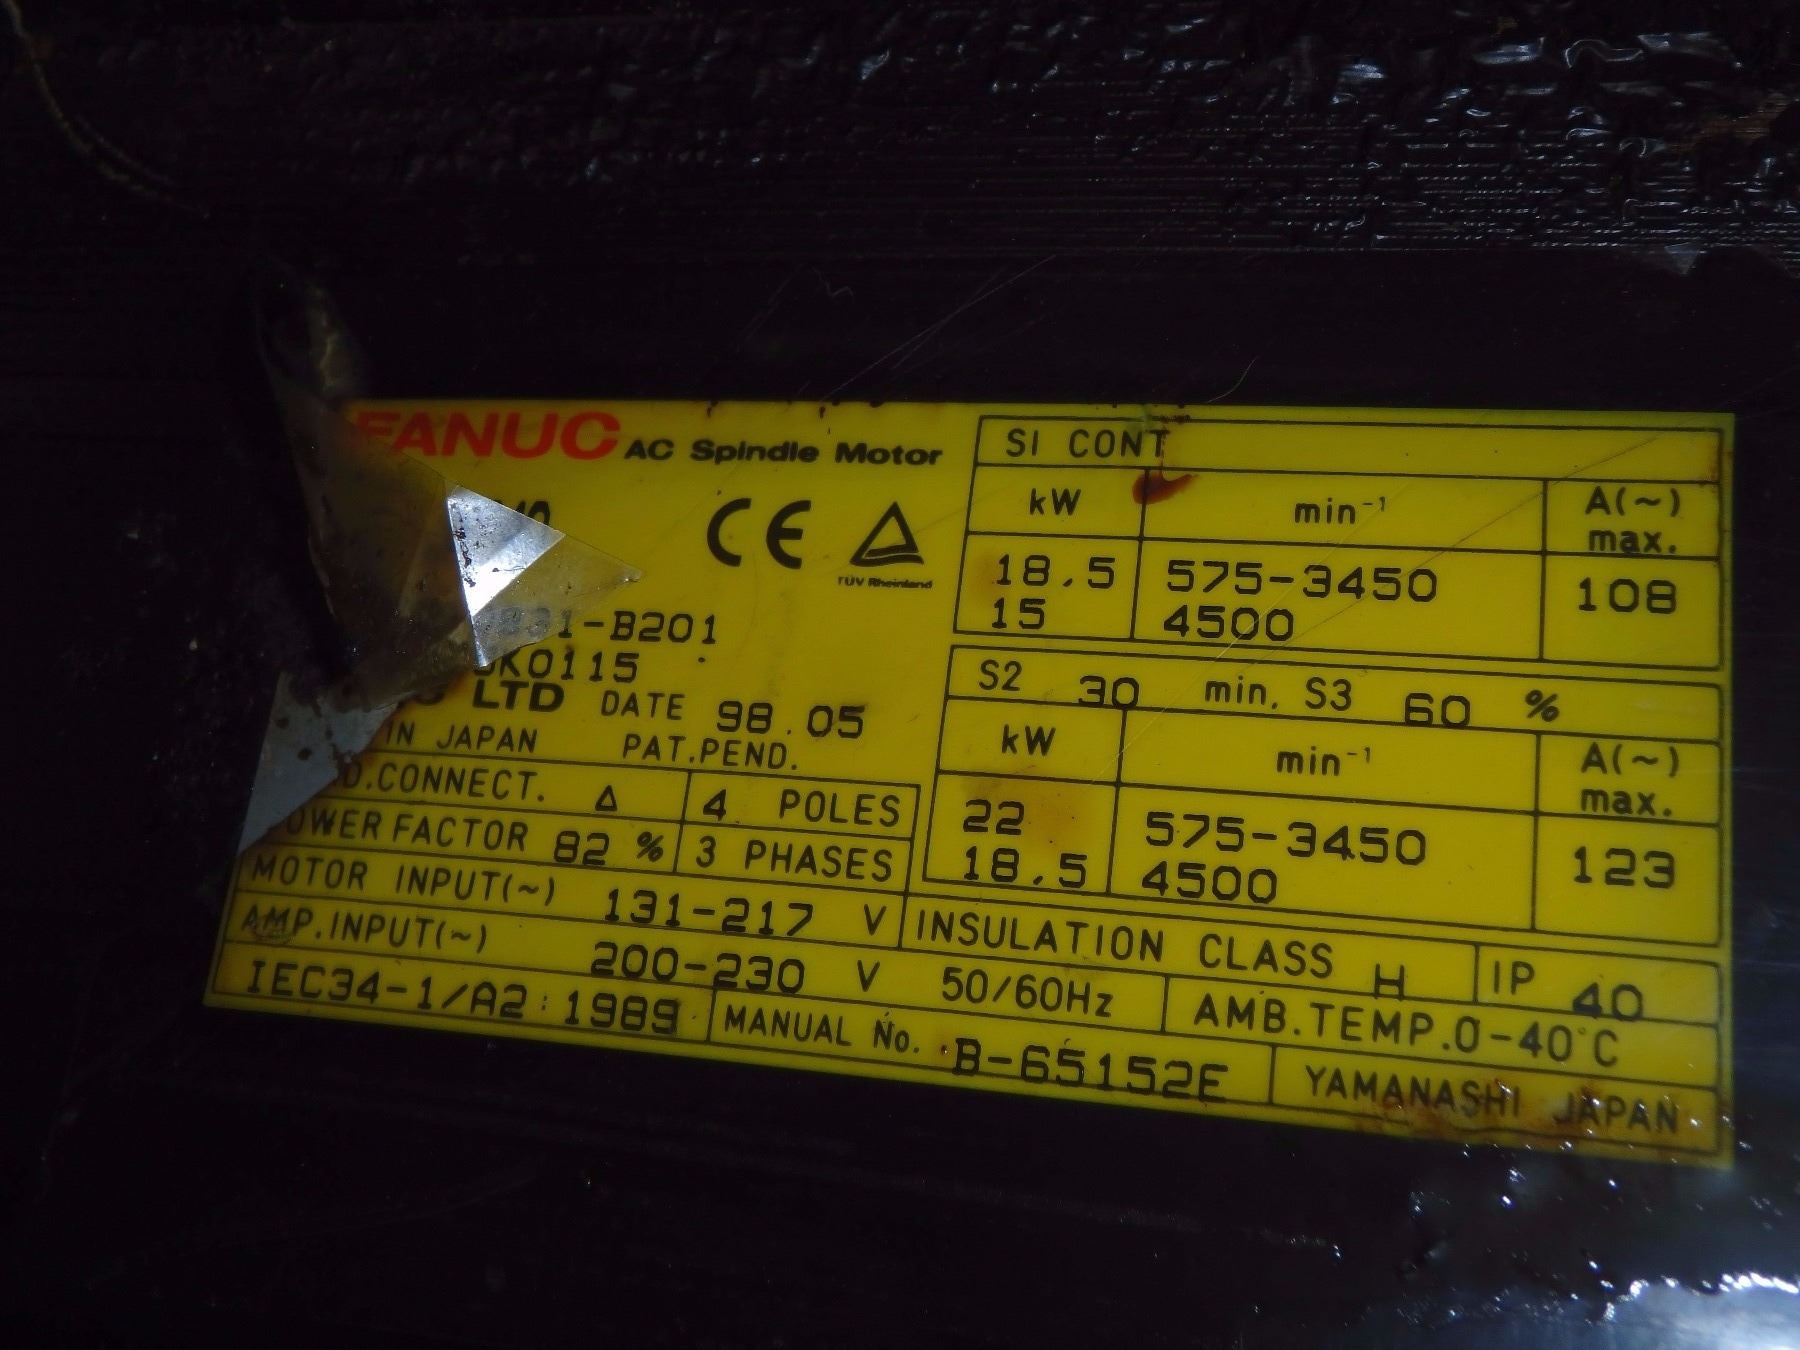 FANUC AC Spindle Motor
CE
TÜV Rheinland
31-B201
K0115
LTD DATE 98.05
IN JAPAN PAT.PEND.
D.CONNECT. Δ 4 POLES
POWER FACTOR 82 % 3 PHASES
MOTOR INPUT(~) 131-217 V INSULATION CLASS H IP 40
AMP.INPUT(~) 200-230 V 50/60Hz AMB.TEMP.0-40°C
IEC34-1/A2:1989 MANUAL No. B-65152E YAMANASHI JAPAN
S1 CONT
kW min⁻¹ A(~) max.
18.5 575-3450 108
15 4500
S2 30 min. S3 60 %
kW min⁻¹ A(~) max.
22 575-3450 123
18.5 4500